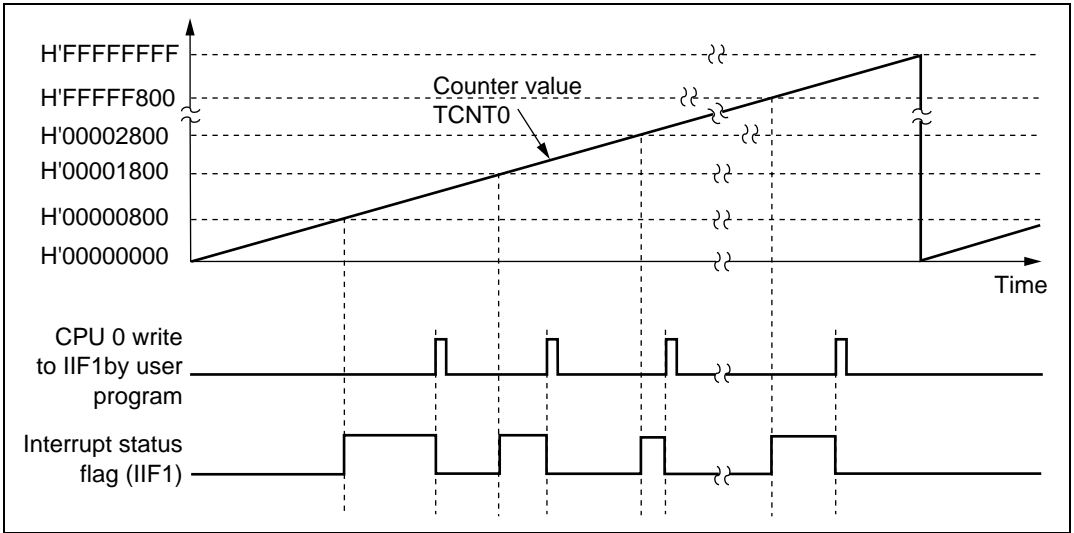 H'FFFFFFFF
H'FFFFF800
H'00002800
H'00001800
H'00000800
H'00000000
Counter value
TCNT0
Time
CPU 0 write
to IIF1by user
program
Interrupt status
flag (IIF1)